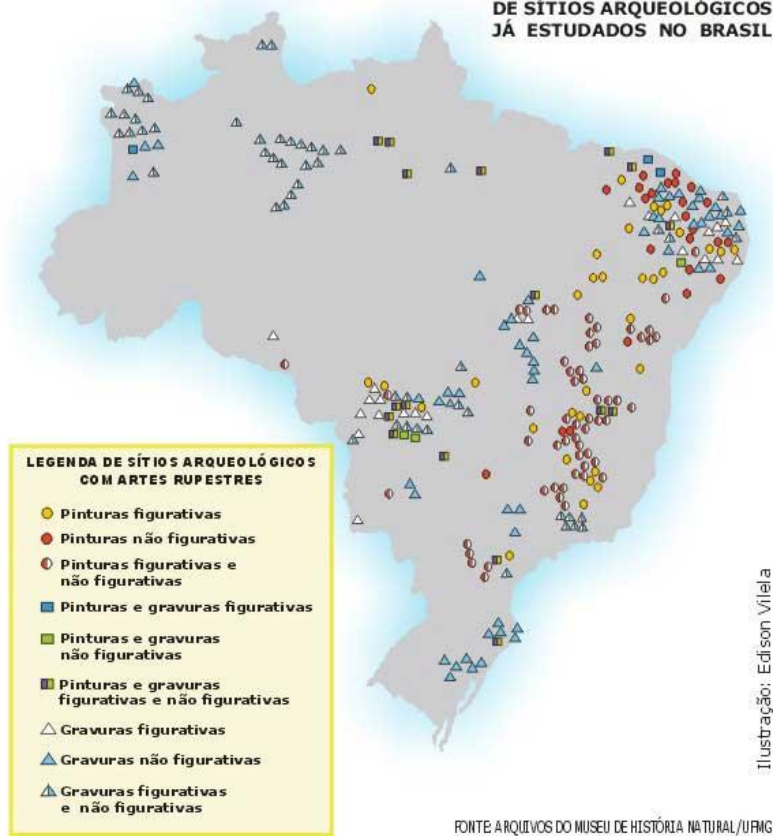 DE SÍTIOS ARQUEOLÓGICOS
JÁ ESTUDADOS NO BRASIL
LEGENDA DE SÍTIOS ARQUEOLÓGICOS
COM ARTES RUPESTRES
Pinturas figurativas
Pinturas não figurativas
Pinturas figurativas e
não figurativas
Pinturas e gravuras figurativas
Pinturas e gravuras
não figurativas
Pinturas e gravuras
figurativas e não figurativas
Gravuras figurativas
Gravuras não figurativas
Gravuras figurativas
e não figurativas
Ilustração: Edison Vilela
FONTE: ARQUIVOS DO MUSEU DE HISTÓRIA NATURAL/UFMG